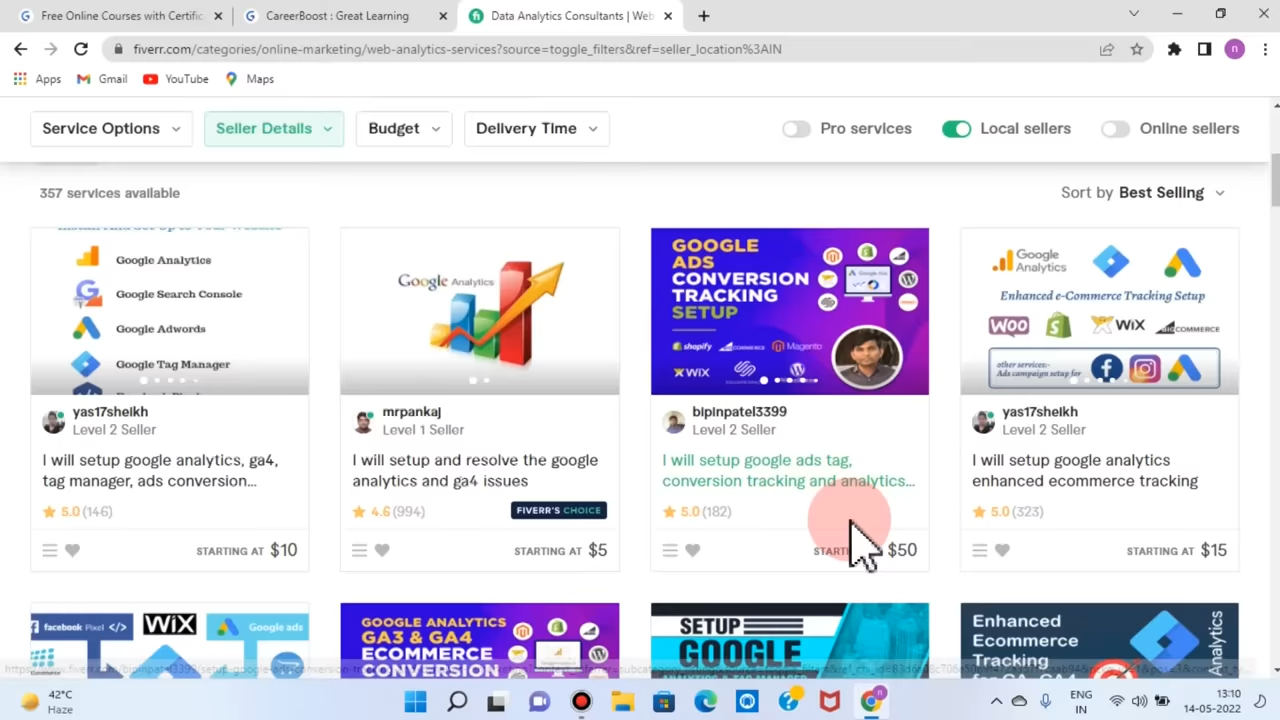 Free Online Courses with Certific
CareerBoost : Great Learning
Data Analytics Consultants | Web
fiverr.com/categories/online-marketing/web-analytics-services?source=toggle_filters&ref=seller_location%3AIN
n
Apps
Gmail
YouTube
Maps
Service Options
Seller Details
Budget
Delivery Time
Pro services
Local sellers
Online sellers
357 services available
Sort by Best Selling
Google Analytics
Google Search Console
Google Adwords
Google Tag Manager
yas17sheikh
Level 2 Seller
I will setup google analytics, ga4,
tag manager, ads conversion...
5.0 (146)
STARTING AT $10
Google Analytics
mrpankaj
Level 1 Seller
I will setup and resolve the google
analytics and ga4 issues
4.6 (994)
FIVERR'S CHOICE
STARTING AT $5
GOOGLE
ADS
CONVERSION
TRACKING
SETUP
Google Ads
shopify
BIGCOMMERCE
Magento
WiX
bipinpatel3399
Level 2 Seller
I will setup google ads tag,
conversion tracking and analytics...
5.0 (182)
$50
Google
Analytics
Enhanced e-Commerce Tracking Setup
WOO
WiX
BIGCOMMERCE
other services:-
Ads campaign setup for
yas17sheikh
Level 2 Seller
I will setup google analytics
enhanced ecommerce tracking
5.0 (323)
STARTING AT $15
facebook Pixel </>
WiX
Google ads
GOOGLE ANALYTICS
GA3 & GA4
ECOMMERCE
CONVERSION
SETUP
GOOGLE
ANALYTICS & TAG MANAGER
Enhanced
Ecommerce
Tracking
Analytics
42°C
Haze
n
ENG
IN
13:10
14-05-2022